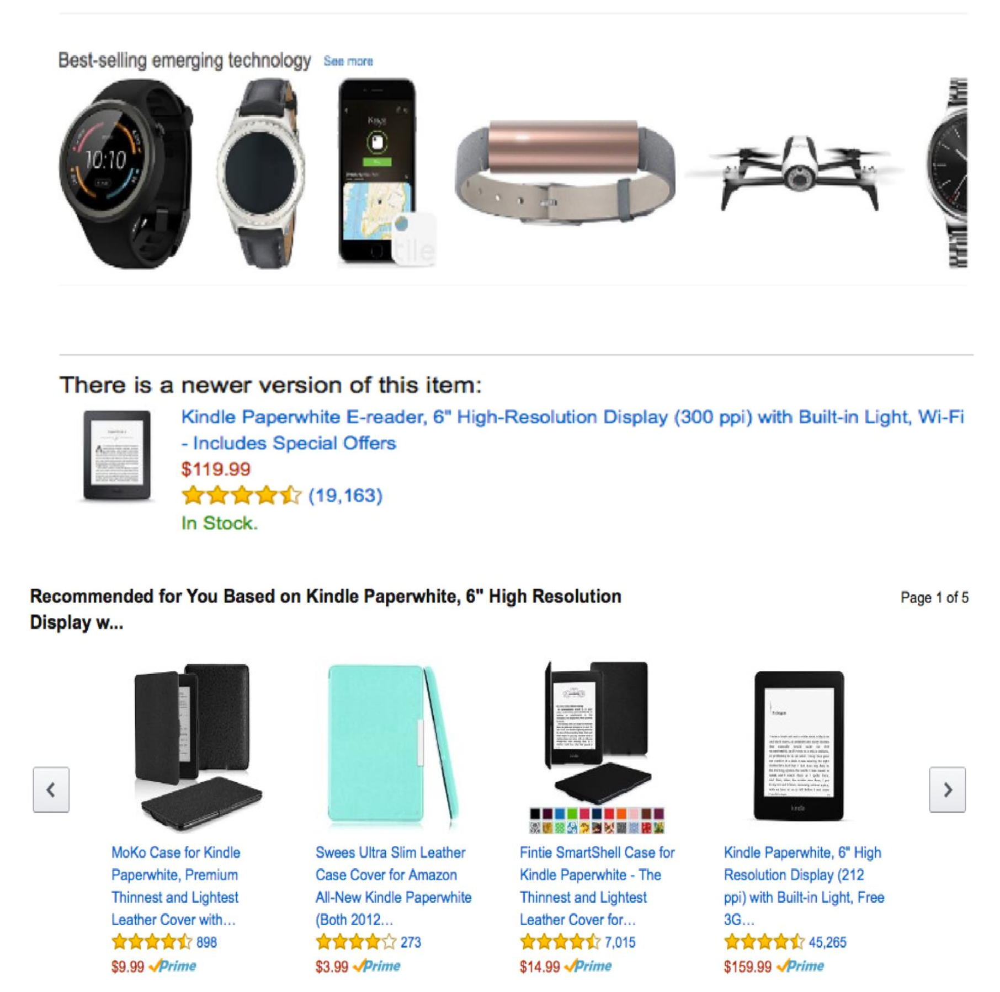 Best-selling emerging technology See more
10:10
Keys
tile
There is a newer version of this item:
Kindle Paperwhite E-reader, 6" High-Resolution Display (300 ppi) with Built-in Light, Wi-Fi
- Includes Special Offers
$119.99
(19,163)
In Stock.
Recommended for You Based on Kindle Paperwhite, 6" High Resolution
Display w...
Page 1 of 5
kindle
kindle
MoKo Case for Kindle
Paperwhite, Premium
Thinnest and Lightest
Leather Cover with...
898
$9.99 Prime
Swees Ultra Slim Leather
Case Cover for Amazon
All-New Kindle Paperwhite
(Both 2012...
273
$3.99 Prime
Fintie SmartShell Case for
Kindle Paperwhite - The
Thinnest and Lightest
Leather Cover for...
7,015
$14.99 Prime
Kindle Paperwhite, 6" High
Resolution Display (212
ppi) with Built-in Light, Free
3G...
45,265
$159.99 Prime